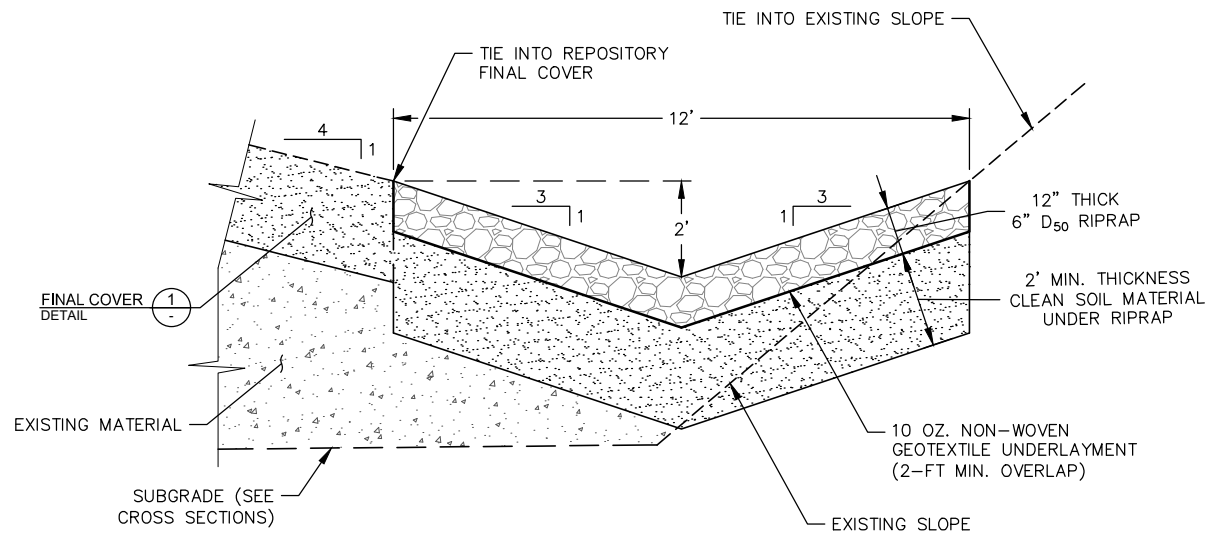 TIE INTO EXISTING SLOPE
TIE INTO REPOSITORY
FINAL COVER
12'
4
1
3
1
2'
3
1
12" THICK
6" D₅₀ RIPRAP
2' MIN. THICKNESS
CLEAN SOIL MATERIAL
UNDER RIPRAP
FINAL COVER
DETAIL
1
-
EXISTING MATERIAL
10 OZ. NON-WOVEN
GEOTEXTILE UNDERLAYMENT
(2-FT MIN. OVERLAP)
SUBGRADE (SEE
CROSS SECTIONS)
EXISTING SLOPE